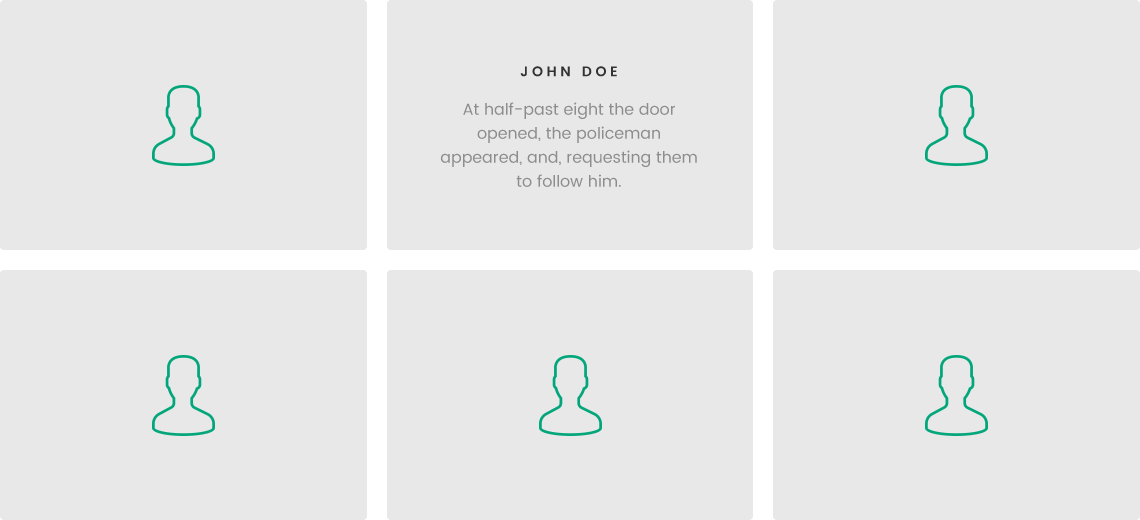 JOHN DOE
At half-past eight the door
opened, the policeman
appeared, and, requesting them
to follow him.